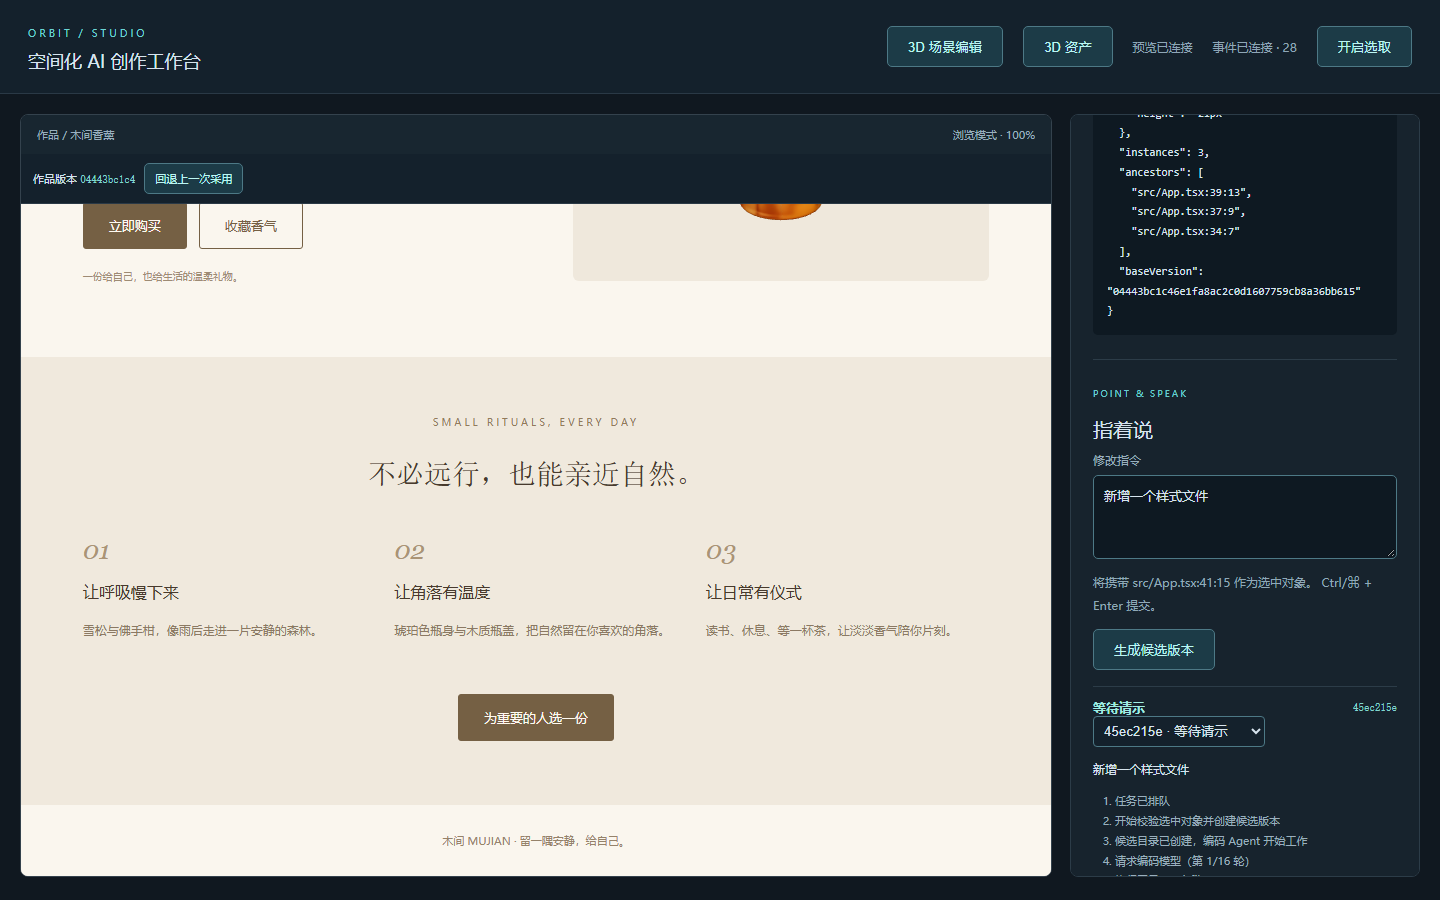 ORBIT / STUDIO
空间化 AI 创作工作台
3D 场景编辑
3D 资产
预览已连接
事件已连接 · 28
开启选取
作品 / 木间香薰
浏览模式 · 100%
作品版本 04443bc1c4
回退上一次采用
立即购买
收藏香气
一份给自己，也给生活的温柔礼物。
SMALL RITUALS, EVERY DAY
不必远行，也能亲近自然。
01
让呼吸慢下来
雪松与佛手柑，像雨后走进一片安静的森林。
02
让角落有温度
琥珀色瓶身与木质瓶盖，把自然留在你喜欢的角落。
03
让日常有仪式
读书、休息、等一杯茶，让淡淡香气陪你片刻。
为重要的人选一份
木间 MUJIAN · 留一隅安静，给自己。
},
"instances": 3,
"ancestors": [
"src/App.tsx:39:13",
"src/App.tsx:37:9",
"src/App.tsx:34:7"
],
"baseVersion":
"04443bc1c46e1fa8ac2c0d1607759cb8a36bb615"
}
POINT & SPEAK
指着说
修改指令
新增一个样式文件
将携带 src/App.tsx:41:15 作为选中对象。 Ctrl/⌘ +
Enter 提交。
生成候选版本
等待请示
45ec215e
45ec215e · 等待请示
新增一个样式文件
1. 任务已排队
2. 开始校验选中对象并创建候选版本
3. 候选目录已创建，编码 Agent 开始工作
4. 请求编码模型（第 1/16 轮）